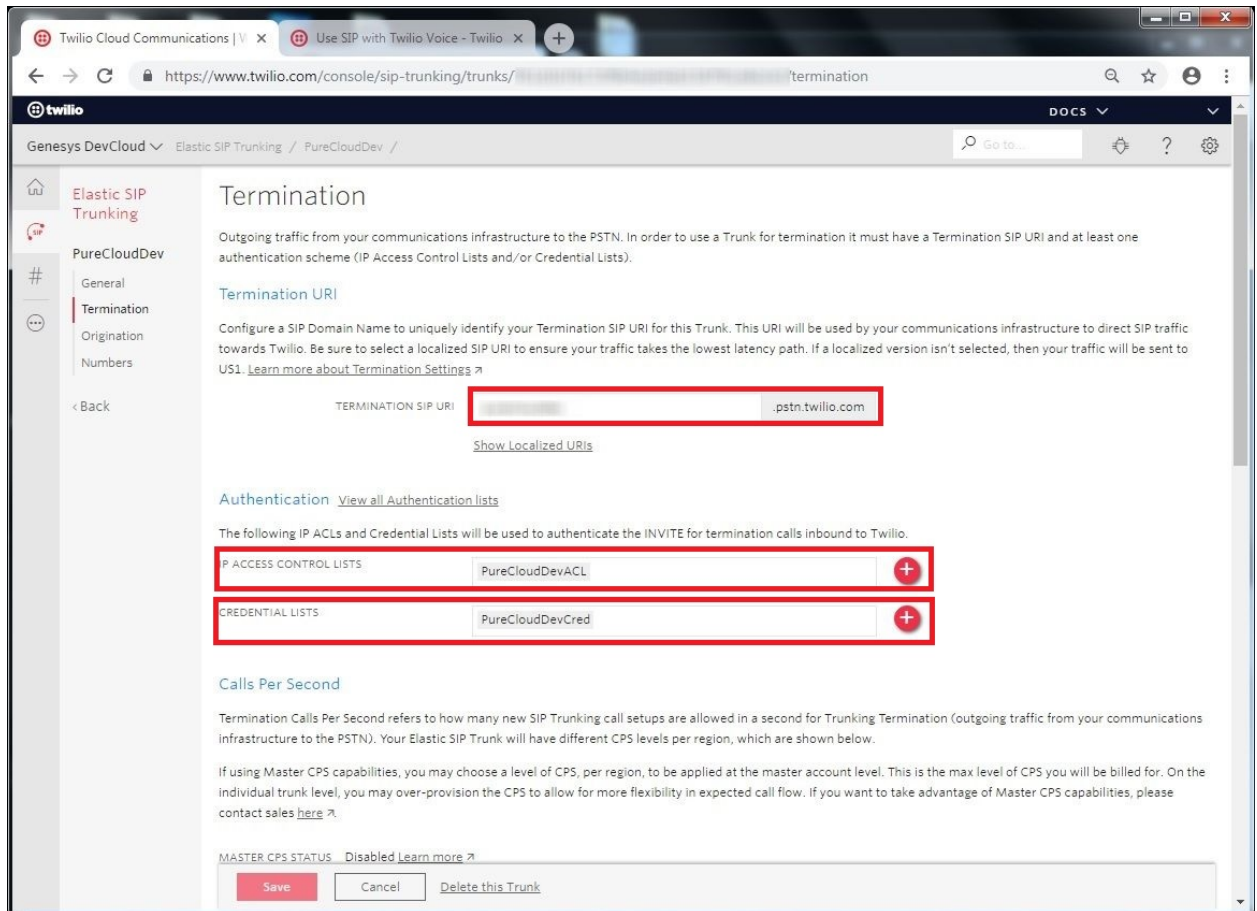 Twilio Cloud Communications | V
Use SIP with Twilio Voice - Twilio
https://www.twilio.com/console/sip-trunking/trunks/ /termination
twilio
DOCS
Genesys DevCloud Elastic SIP Trunking / PureCloudDev /
Go to...
?
Elastic SIP
Trunking
PureCloudDev
General
Termination
Origination
Numbers
< Back
SIP
#
Termination
Outgoing traffic from your communications infrastructure to the PSTN. In order to use a Trunk for termination it must have a Termination SIP URI and at least one
authentication scheme (IP Access Control Lists and/or Credential Lists).
Termination URI
Configure a SIP Domain Name to uniquely identify your Termination SIP URI for this Trunk. This URI will be used by your communications infrastructure to direct SIP traffic
towards Twilio. Be sure to select a localized SIP URI to ensure your traffic takes the lowest latency path. If a localized version isn't selected, then your traffic will be sent to
US1. Learn more about Termination Settings
TERMINATION SIP URI .pstn.twilio.com
Show Localized URIs
Authentication View all Authentication lists
The following IP ACLs and Credential Lists will be used to authenticate the INVITE for termination calls inbound to Twilio.
IP ACCESS CONTROL LISTS PureCloudDevACL
CREDENTIAL LISTS PureCloudDevCred
Calls Per Second
Termination Calls Per Second refers to how many new SIP Trunking call setups are allowed in a second for Trunking Termination (outgoing traffic from your communications
infrastructure to the PSTN). Your Elastic SIP Trunk will have different CPS levels per region, which are shown below.
If using Master CPS capabilities, you may choose a level of CPS, per region, to be applied at the master account level. This is the max level of CPS you will be billed for. On the
individual trunk level, you may over-provision the CPS to allow for more flexibility in expected call flow. If you want to take advantage of Master CPS capabilities, please
contact sales here
MASTER CPS STATUS Disabled Learn more
Save Cancel Delete this Trunk